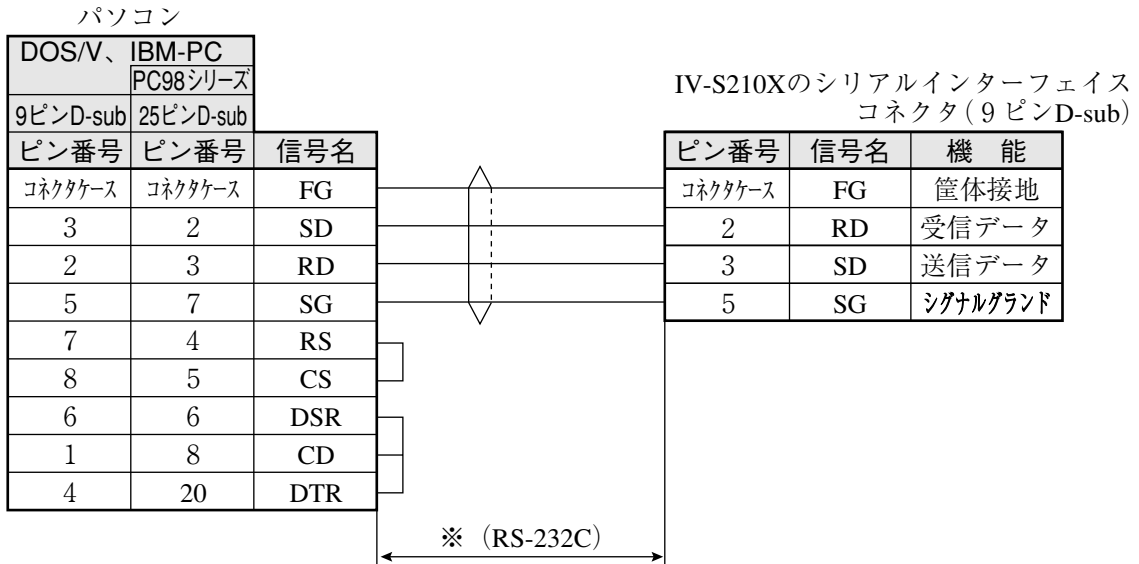 パソコン
DOS/V、IBM-PC
PC98シリーズ
9ピンD-sub 25ピンD-sub
ピン番号 ピン番号 信号名
コネクタケース コネクタケース FG
3 2 SD
2 3 RD
5 7 SG
7 4 RS
8 5 CS
6 6 DSR
1 8 CD
4 20 DTR
IV-S210Xのシリアルインターフェイス
コネクタ(9ピンD-sub)
ピン番号 信号名 機 能
コネクタケース FG 筐体接地
2 RD 受信データ
3 SD 送信データ
5 SG シグナルグランド
※ (RS-232C)